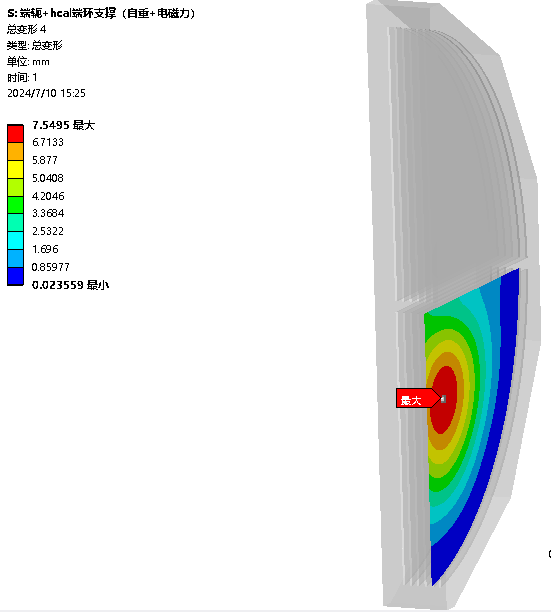 S: 端轭+hcal端环支撑（自重+电磁力）
总变形 4
类型: 总变形
单位: mm
时间: 1
2024/7/10 15:25
7.5495 最大
6.7133
5.877
5.0408
4.2046
3.3684
2.5322
1.696
0.85977
0.023559 最小
最大